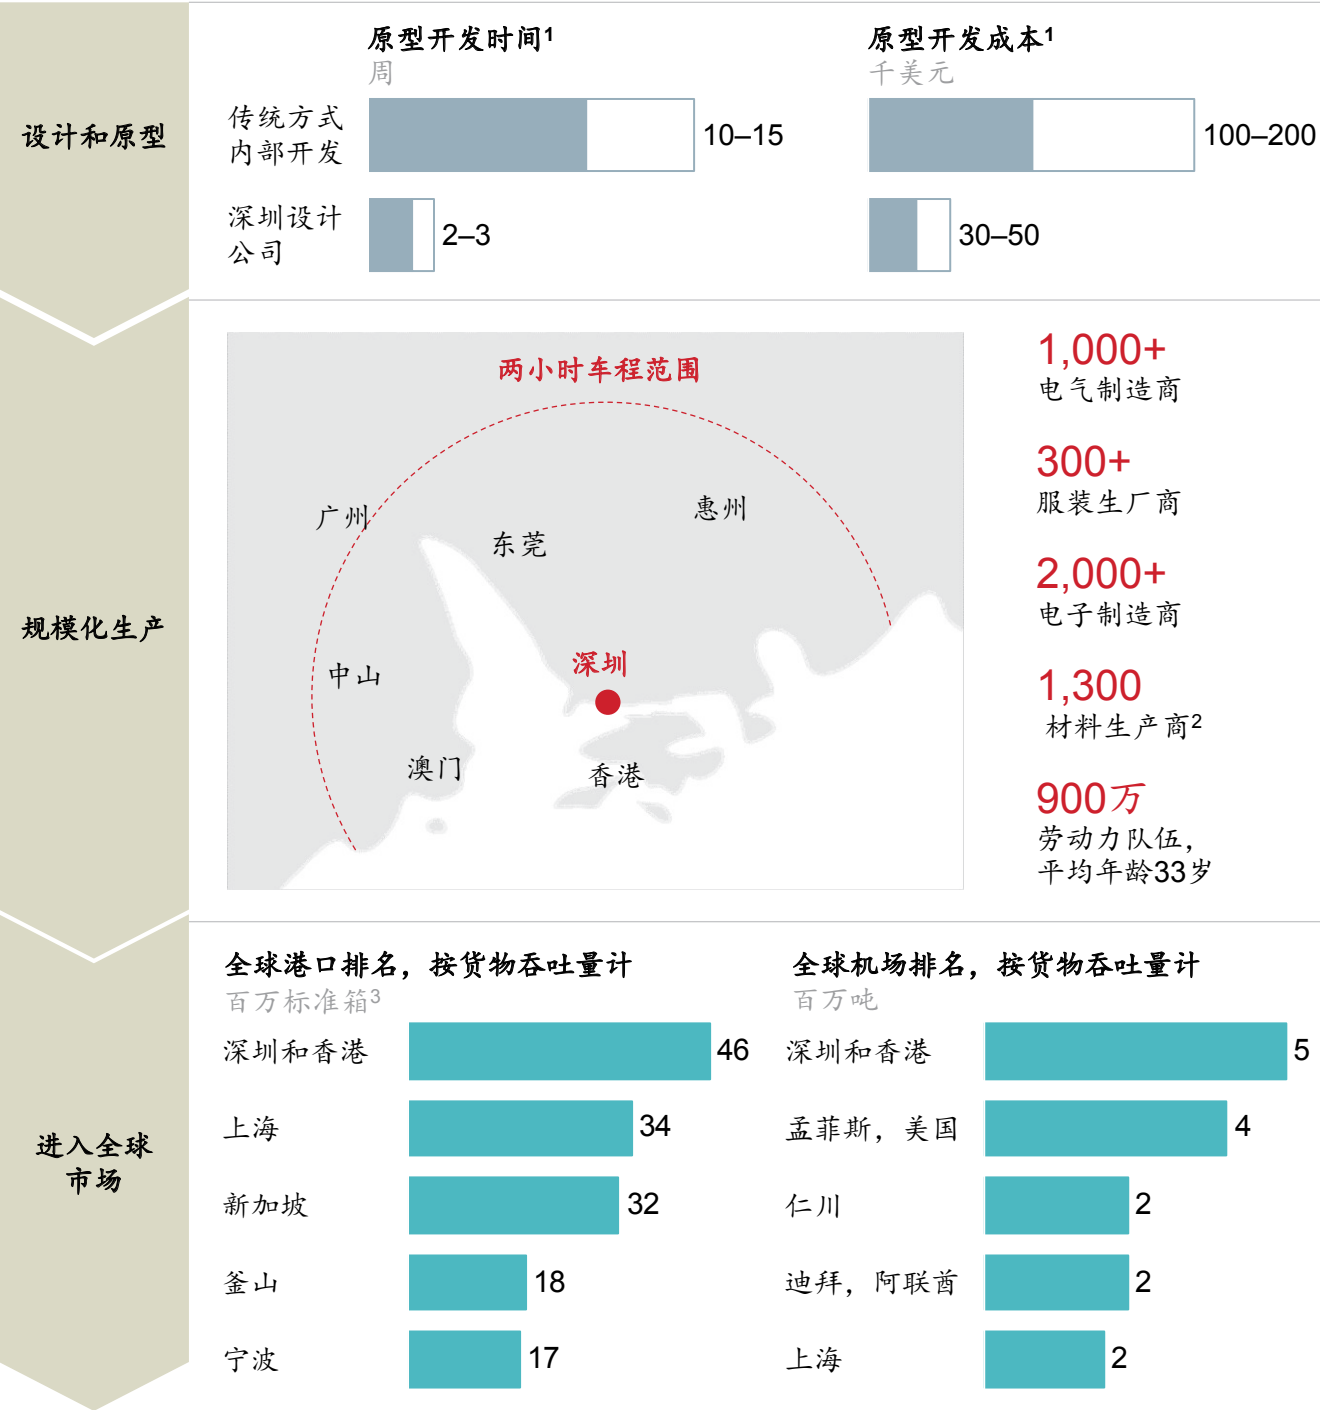 设计和原型
原型开发时间1
周
传统方式
内部开发
10–15
深圳设计
公司
2–3
原型开发成本1
千美元
100–200
30–50
规模化生产
两小时车程范围
广州
惠州
东莞
深圳
中山
澳门
香港
1,000+
电气制造商
300+
服装生厂商
2,000+
电子制造商
1,300
材料生产商2
900万
劳动力队伍,
平均年龄33岁
进入全球
市场
全球港口排名，按货物吞吐量计
百万标准箱3
深圳和香港 46
上海 34
新加坡 32
釜山 18
宁波 17
全球机场排名，按货物吞吐量计
百万吨
深圳和香港 5
孟菲斯，美国 4
仁川 2
迪拜，阿联酋 2
上海 2